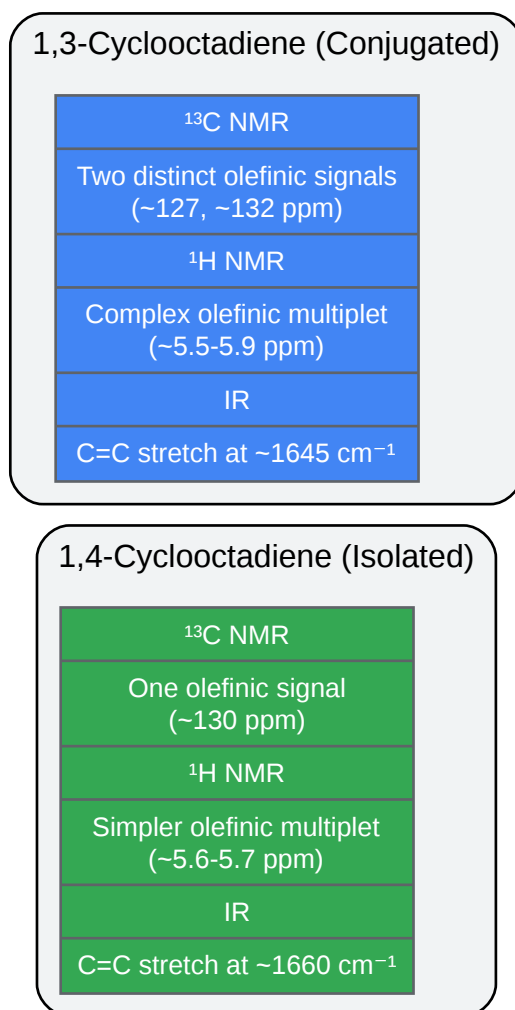 1,3-Cyclooctadiene (Conjugated)
¹³C NMR
Two distinct olefinic signals
(~127, ~132 ppm)
¹H NMR
Complex olefinic multiplet
(~5.5-5.9 ppm)
IR
C=C stretch at ~1645 cm⁻¹
1,4-Cyclooctadiene (Isolated)
¹³C NMR
One olefinic signal
(~130 ppm)
¹H NMR
Simpler olefinic multiplet
(~5.6-5.7 ppm)
IR
C=C stretch at ~1660 cm⁻¹